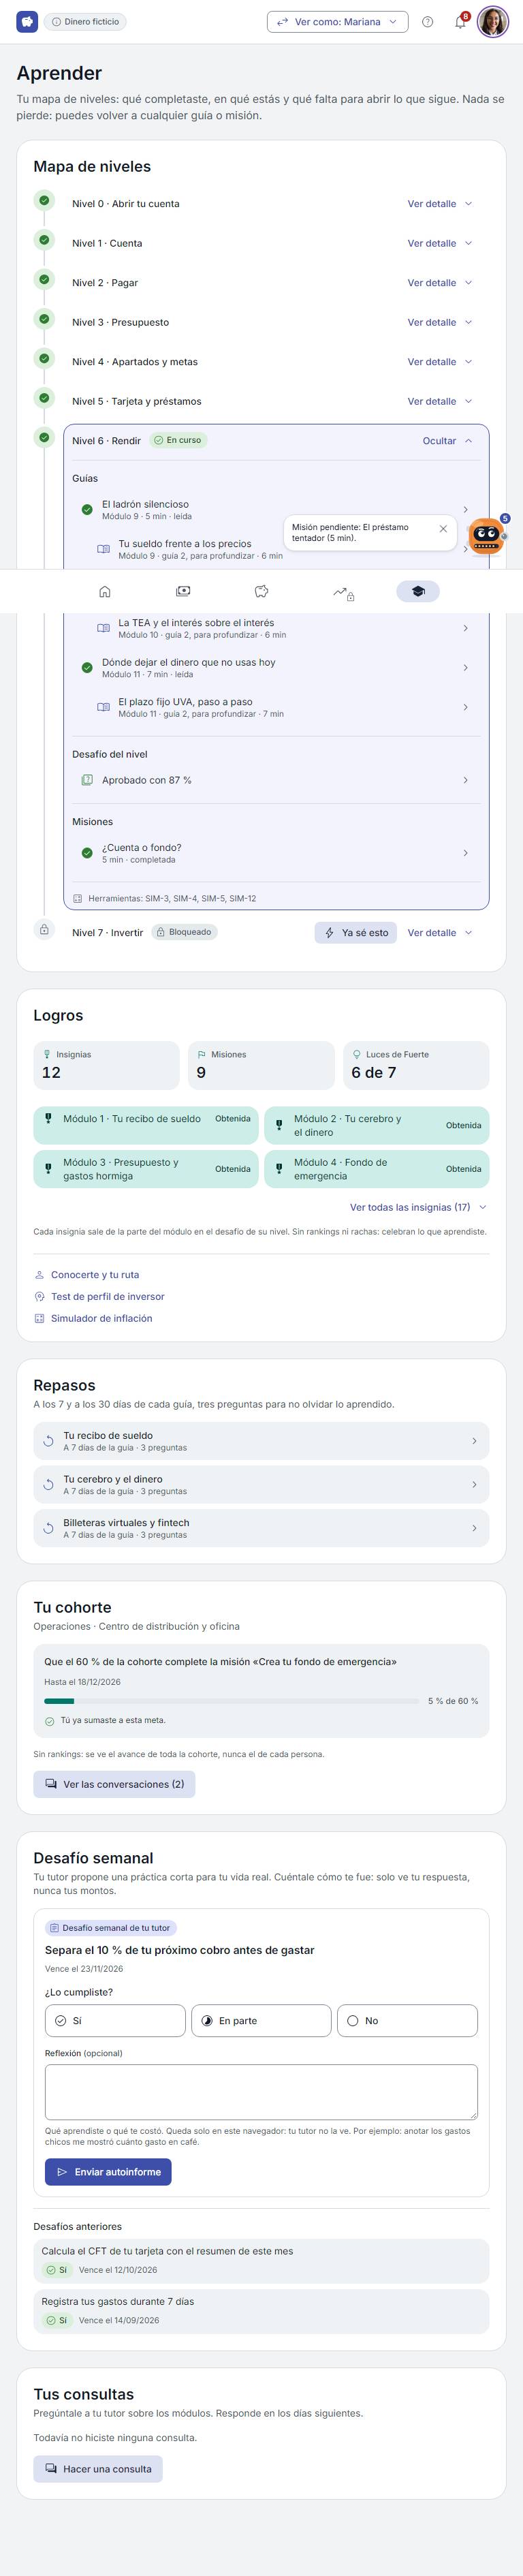 Dinero ficticio
Ver como: Mariana
8
Aprender
Tu mapa de niveles: qué completaste, en qué estás y qué falta para abrir lo que sigue. Nada se
pierde: puedes volver a cualquier guía o misión.
Mapa de niveles
Nivel 0 · Abrir tu cuenta
Ver detalle
Nivel 1 · Cuenta
Ver detalle
Nivel 2 · Pagar
Ver detalle
Nivel 3 · Presupuesto
Ver detalle
Nivel 4 · Apartados y metas
Ver detalle
Nivel 5 · Tarjeta y préstamos
Ver detalle
Nivel 6 · Rendir
En curso
Ocultar
Guías
El ladrón silencioso
Módulo 9 · 5 min · leída
Misión pendiente: El préstamo
tentador (5 min).
5
Tu sueldo frente a los precios
Módulo 9 · guía 2, para profundizar · 6 min
La TEA y el interés sobre el interés
Módulo 10 · guía 2, para profundizar · 6 min
Dónde dejar el dinero que no usas hoy
Módulo 11 · 7 min · leída
El plazo fijo UVA, paso a paso
Módulo 11 · guía 2, para profundizar · 7 min
Desafío del nivel
Aprobado con 87 %
Misiones
¿Cuenta o fondo?
5 min · completada
Herramientas: SIM-3, SIM-4, SIM-5, SIM-12
Nivel 7 · Invertir
Bloqueado
Ya sé esto
Ver detalle
Logros
Insignias
12
Misiones
9
Luces de Fuerte
6 de 7
Módulo 1 · Tu recibo de sueldo
Obtenida
Módulo 2 · Tu cerebro y
el dinero
Obtenida
Módulo 3 · Presupuesto y
gastos hormiga
Obtenida
Módulo 4 · Fondo de
emergencia
Obtenida
Ver todas las insignias (17)
Cada insignia sale de la parte del módulo en el desafío de su nivel. Sin rankings ni rachas: celebran lo que aprendiste.
Conocerte y tu ruta
Test de perfil de inversor
Simulador de inflación
Repasos
A los 7 y a los 30 días de cada guía, tres preguntas para no olvidar lo aprendido.
Tu recibo de sueldo
A 7 días de la guía · 3 preguntas
Tu cerebro y el dinero
A 7 días de la guía · 3 preguntas
Billeteras virtuales y fintech
A 7 días de la guía · 3 preguntas
Tu cohorte
Operaciones · Centro de distribución y oficina
Que el 60 % de la cohorte complete la misión «Crea tu fondo de emergencia»
Hasta el 18/12/2026
5 % de 60 %
Tú ya sumaste a esta meta.
Sin rankings: se ve el avance de toda la cohorte, nunca el de cada persona.
Ver las conversaciones (2)
Desafío semanal
Tu tutor propone una práctica corta para tu vida real. Cuéntale cómo te fue: solo ve tu respuesta,
nunca tus montos.
Desafío semanal de tu tutor
Separa el 10 % de tu próximo cobro antes de gastar
Vence el 23/11/2026
¿Lo cumpliste?
Sí
En parte
No
Reflexión (opcional)
Qué aprendiste o qué te costó. Queda solo en este navegador: tu tutor no la ve. Por ejemplo: anotar los gastos
chicos me mostró cuánto gasto en café.
Enviar autoinforme
Desafíos anteriores
Calcula el CFT de tu tarjeta con el resumen de este mes
Sí
Vence el 12/10/2026
Registra tus gastos durante 7 días
Sí
Vence el 14/09/2026
Tus consultas
Pregúntale a tu tutor sobre los módulos. Responde en los días siguientes.
Todavía no hiciste ninguna consulta.
Hacer una consulta